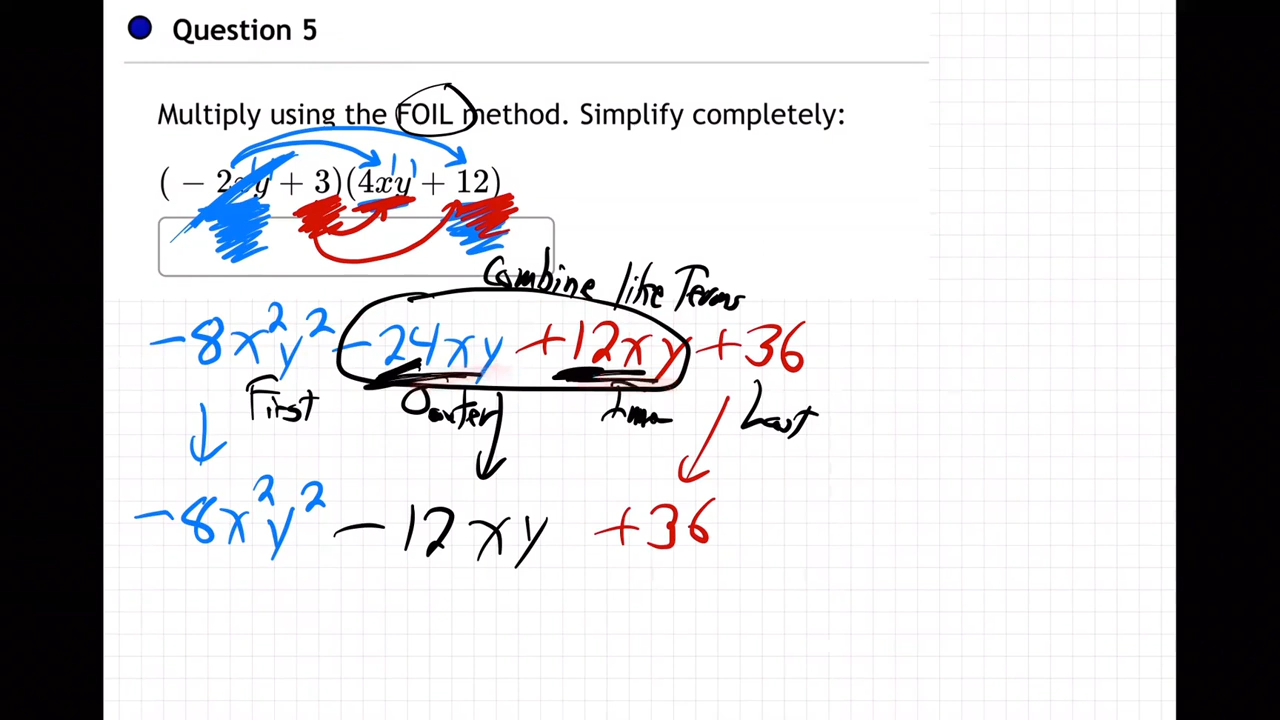 Question 5
Multiply using the FOIL method. Simplify completely:
(−2xy + 3)(4xy + 12)
Combine like Terms
−8x²y² −24xy +12xy +36
First Outer Inner Last
−8x²y² −12xy +36